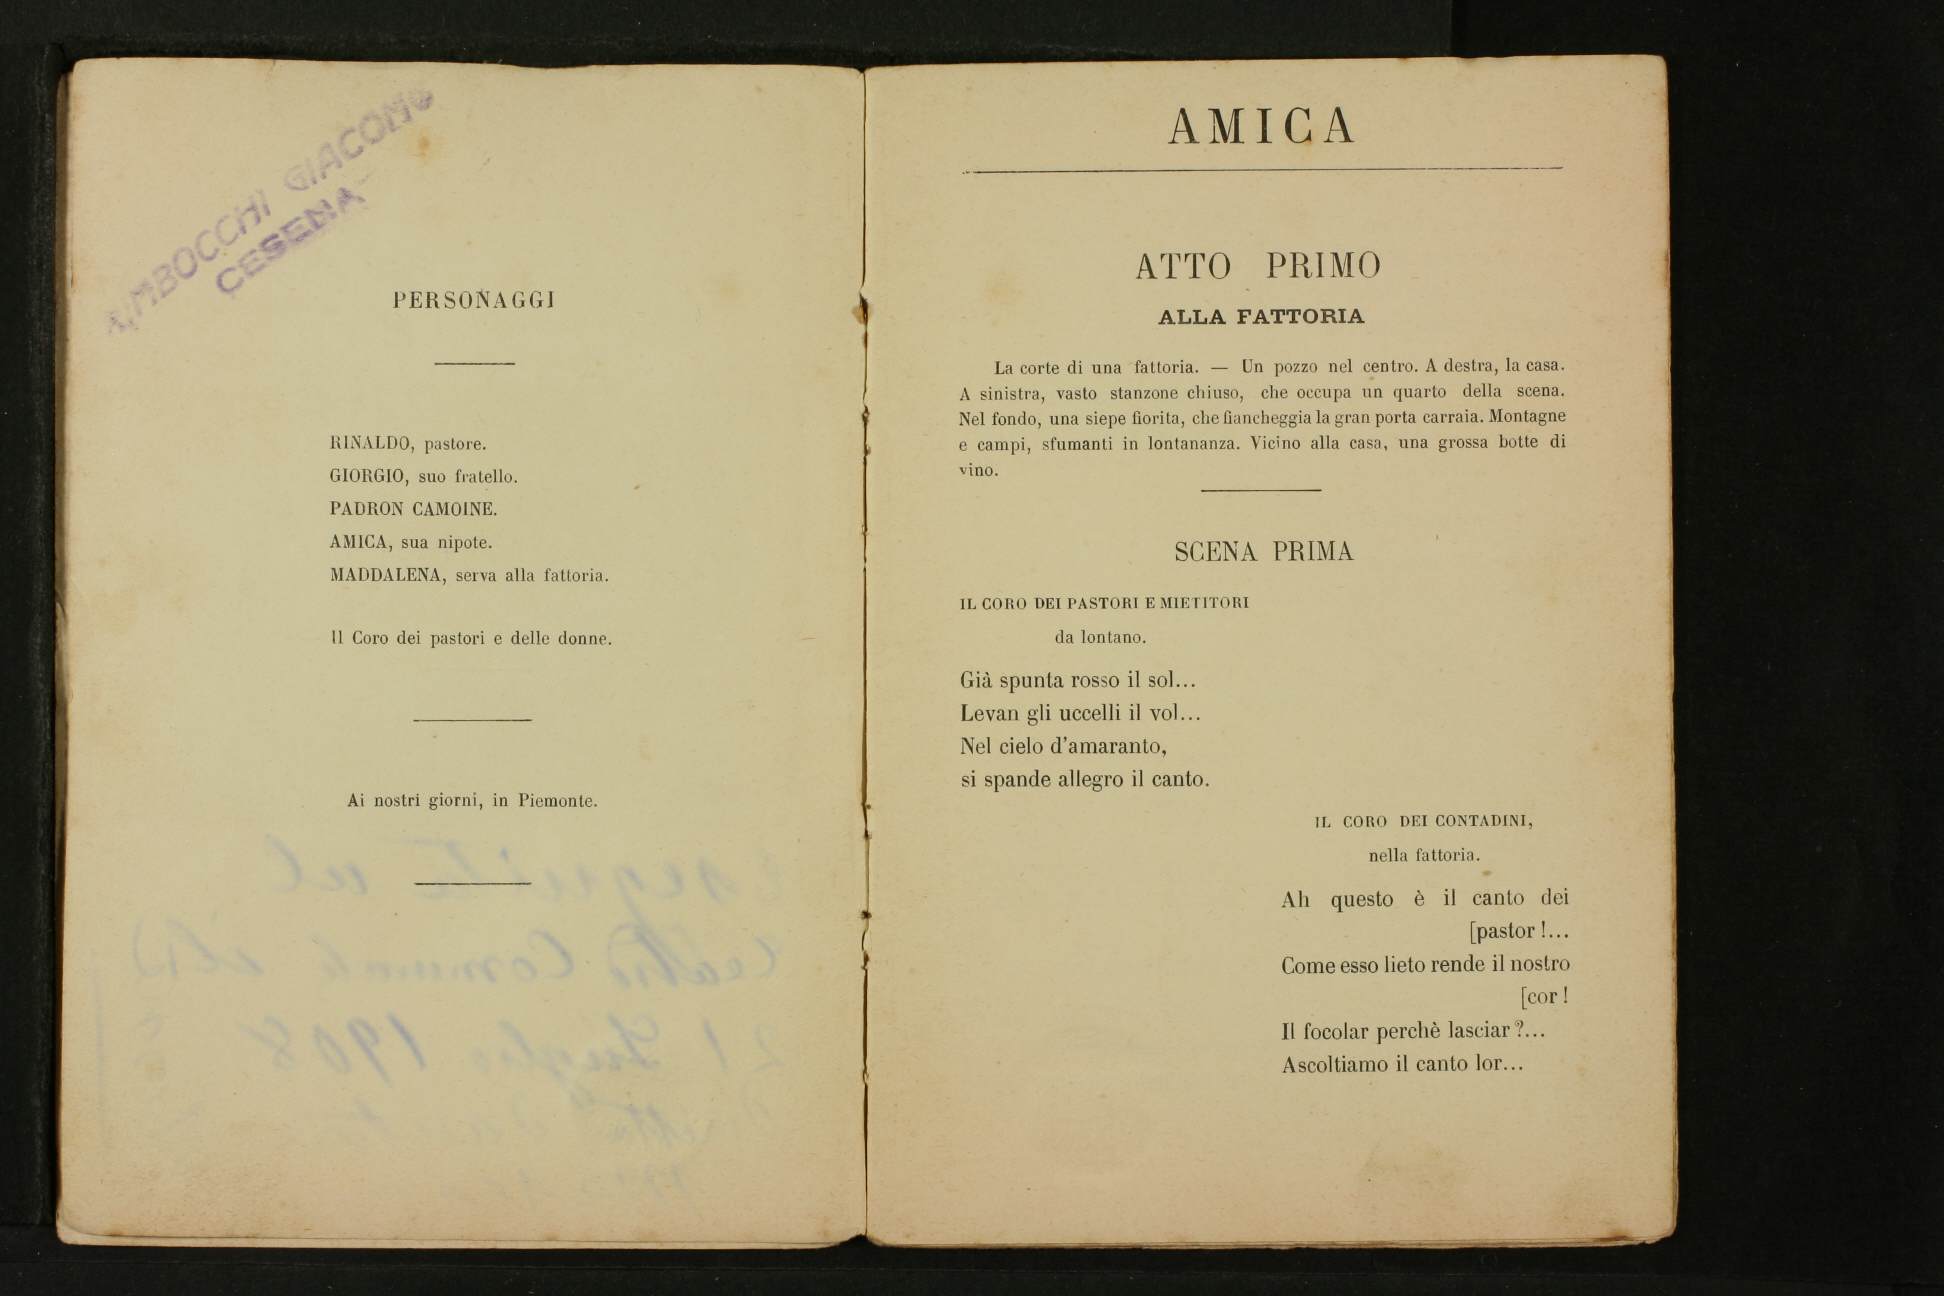 GIACOMO
CESENA
PERSONAGGI
RINALDO, pastore.
GIORGIO, suo fratello.
PADRON CAMOINE.
AMICA, sua nipote.
MADDALENA, serva alla fattoria.
Il Coro dei pastori e delle donne.
Ai nostri giorni, in Piemonte.
AMICA
ATTO PRIMO
ALLA FATTORIA
La corte di una fattoria. — Un pozzo nel centro. A destra, la casa.
A sinistra, vasto stanzone chiuso, che occupa un quarto della scena.
Nel fondo, una siepe fiorita, che fiancheggia la gran porta carraia. Montagne
e campi, sfumanti in lontananza. Vicino alla casa, una grossa botte di
vino.
SCENA PRIMA
IL CORO DEI PASTORI E MIETITORI
da lontano.
Già spunta rosso il sol...
Levan gli uccelli il vol...
Nel cielo d'amaranto,
si spande allegro il canto.
IL CORO DEI CONTADINI,
nella fattoria.
Ah questo è il canto dei
[pastor !...
Come esso lieto rende il nostro
[cor !
Il focolar perchè lasciar ?...
Ascoltiamo il canto lor...